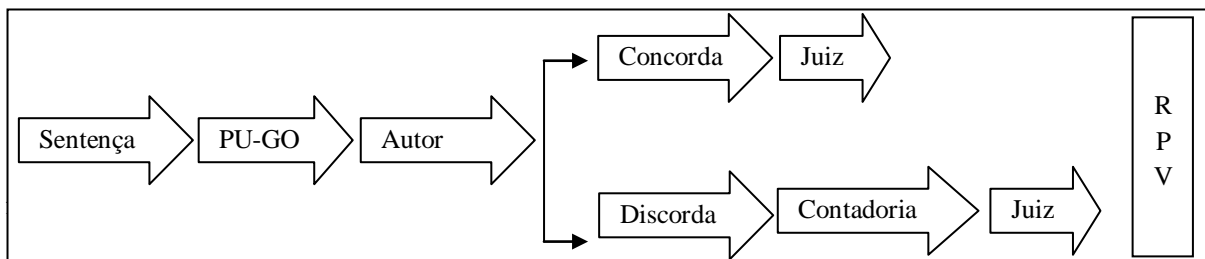 Sentença
PU-GO
Autor
Concorda
Juiz
Discorda
Contadoria
Juiz
R
P
V